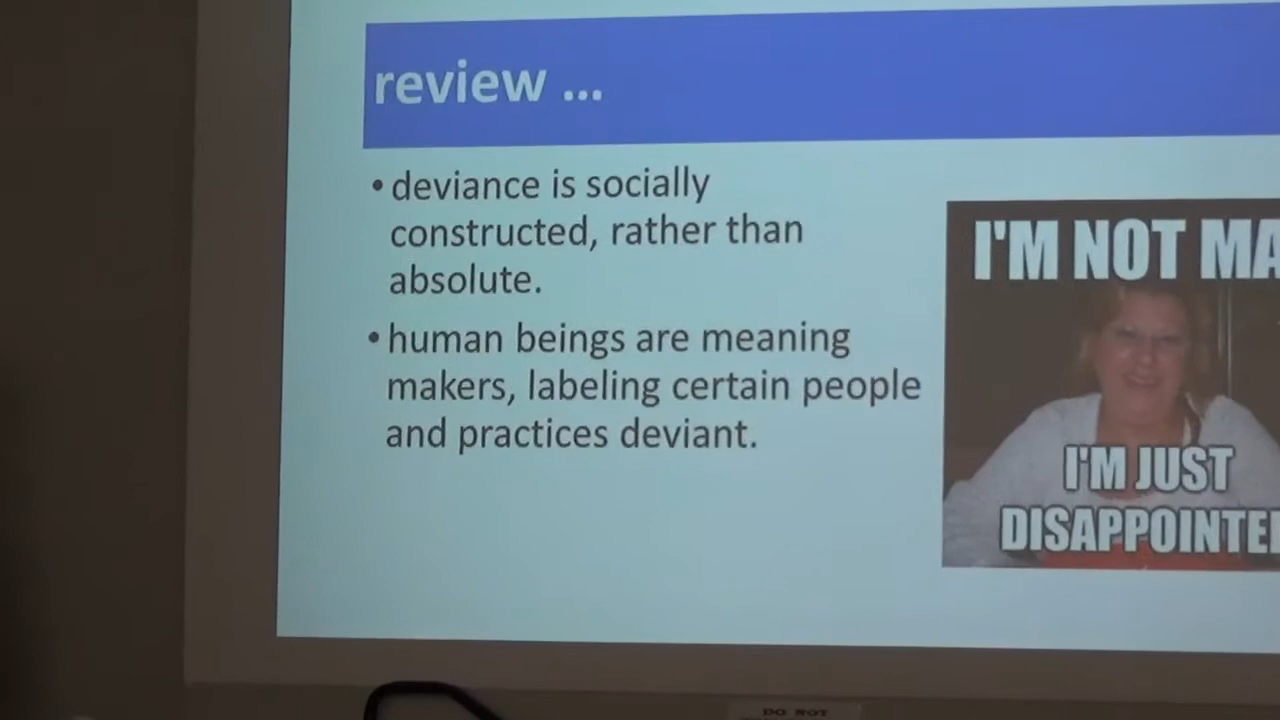 review ...
• deviance is socially
constructed, rather than
absolute.
• human beings are meaning
makers, labeling certain people
and practices deviant.
I'M NOT MA
I'M JUST
DISAPPOINTE
DO NOT